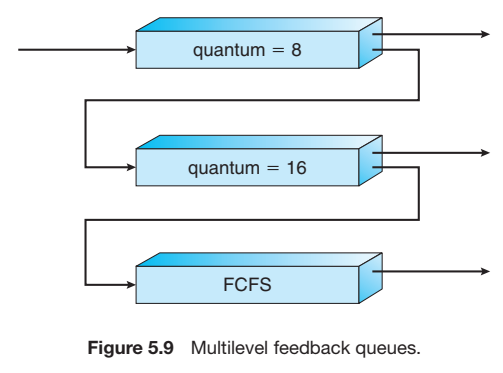 quantum = 8
quantum = 16
FCFS
Figure 5.9 Multilevel feedback queues.